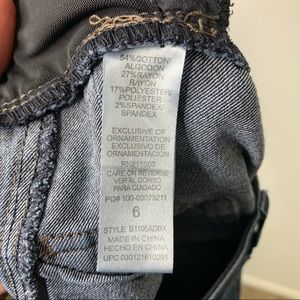 54%COTTON/
ALGODON
27%RAYON
RAYON
17%POLYESTER/
POLIESTER
2%SPANDEX/
SPANDEX
EXCLUSIVE OF
ORNAMENTATION
EXCLUSIVO DE
ORNAMENTACION
CARE ON REVERSE
VER AL DORSO
PARA CUIDADO
PO# 100-00073211
6
STYLE B1105ADBX
MADE IN CHINA
HECHO EN CHINA
UPC 000121610291